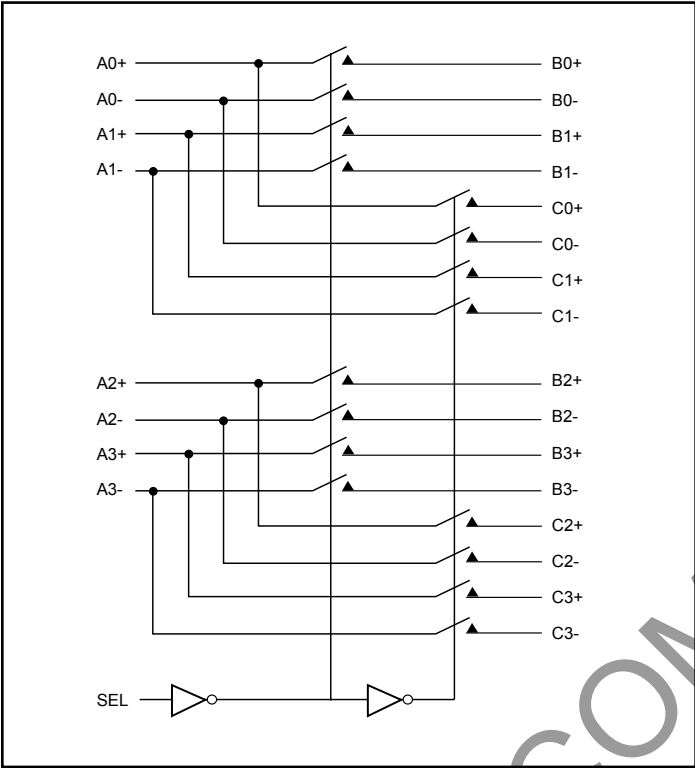 A0+ B0+
A0- B0-
A1+ B1+
A1- B1-
C0+
C0-
C1+
C1-
A2+ B2+
A2- B2-
A3+ B3+
A3- B3-
C2+
C2-
C3+
C3-
SEL
COM